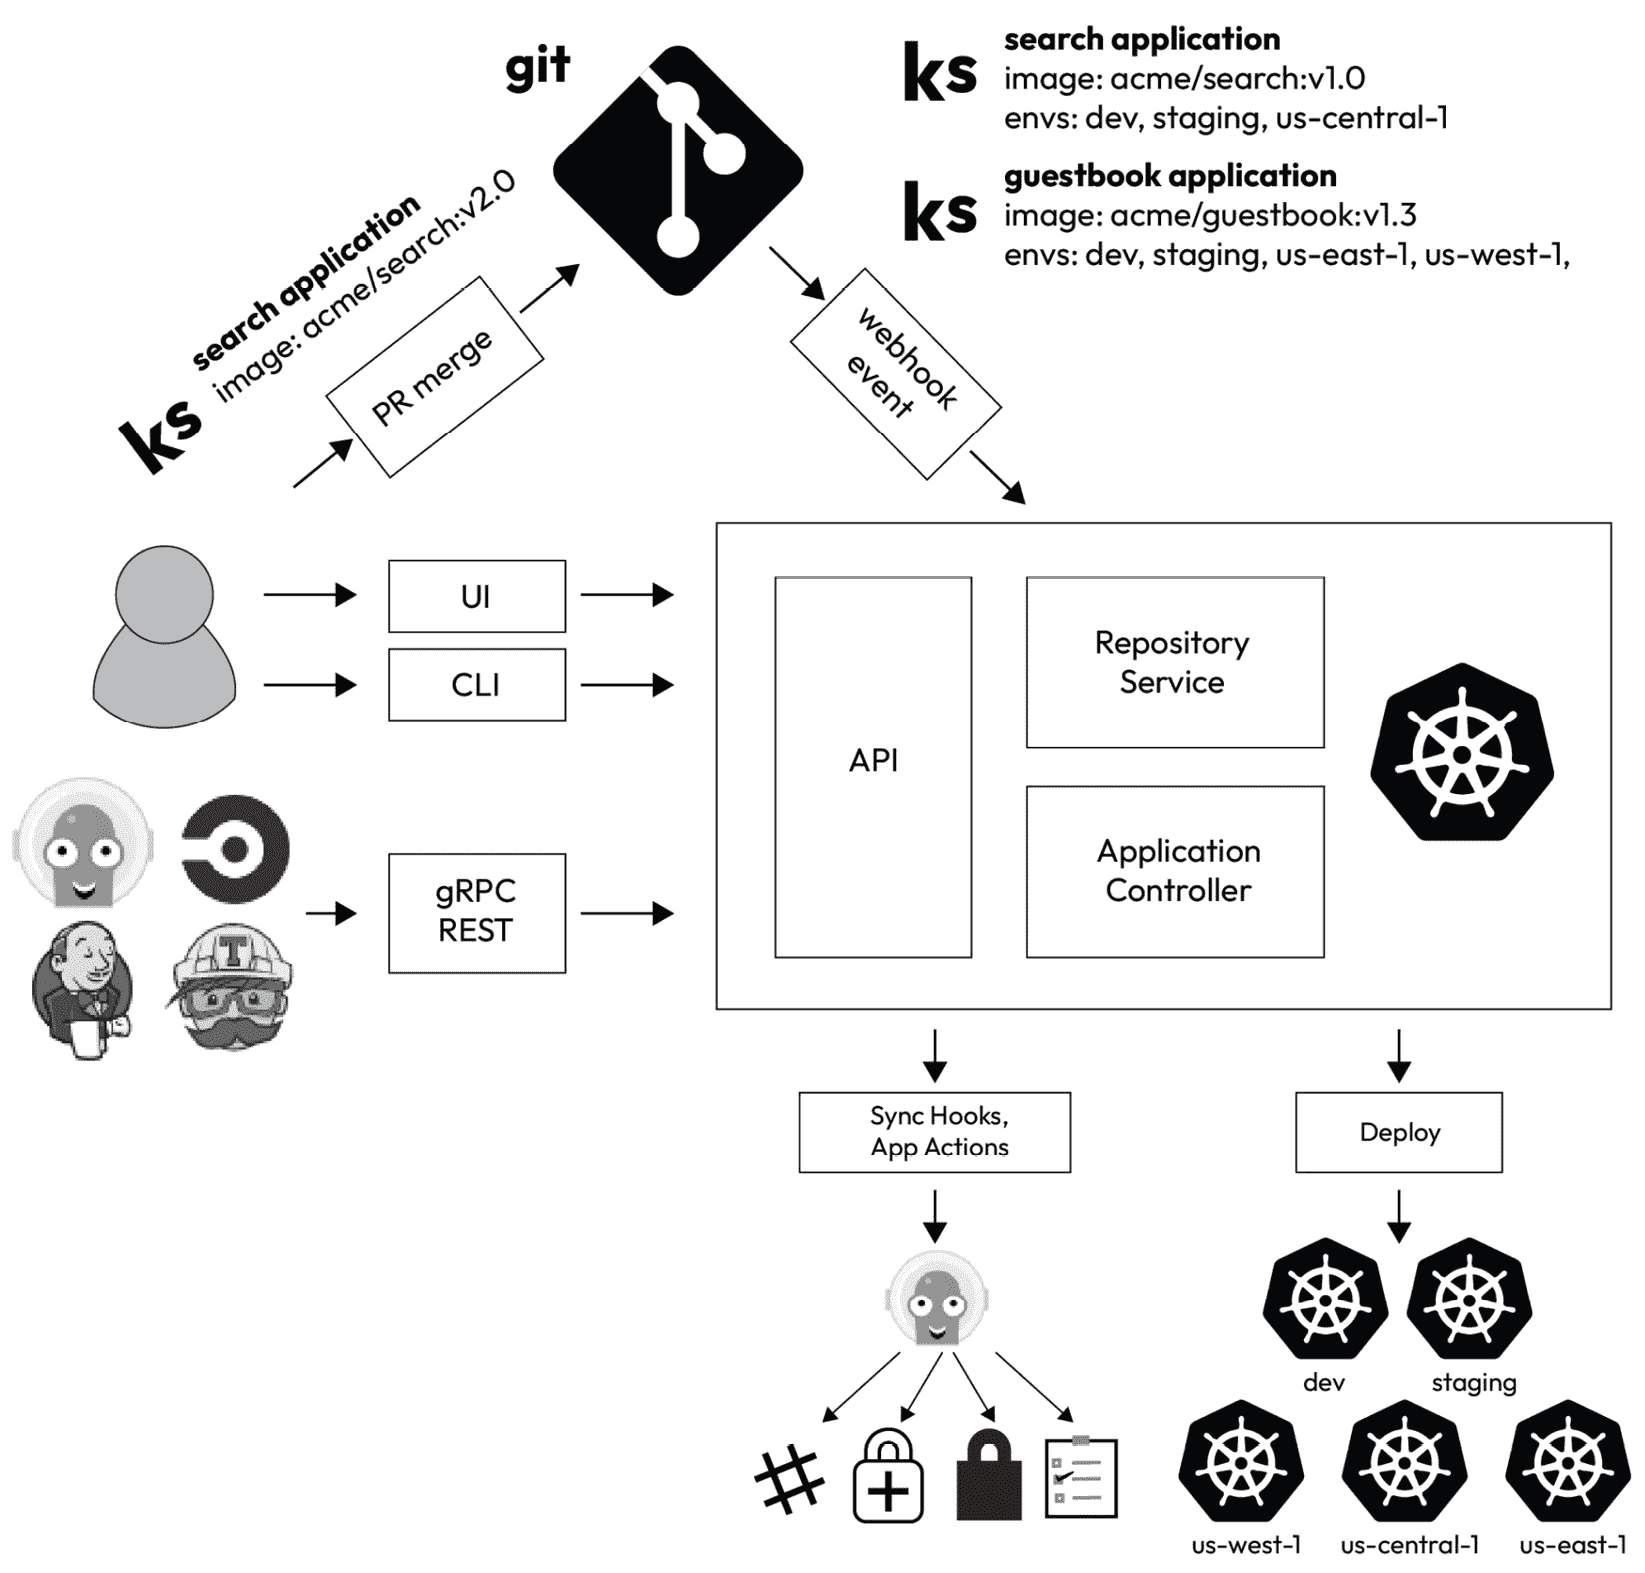 git
ks
search application
image: acme/search:v1.0
envs: dev, staging, us-central-1
ks
guestbook application
image: acme/guestbook:v1.3
envs: dev, staging, us-east-1, us-west-1,
ks
search application
image: acme/search:v2.0
PR merge
webhook
event
UI
CLI
gRPC
REST
API
Repository
Service
Application
Controller
T
Sync Hooks,
App Actions
Deploy
dev
staging
us-west-1
us-central-1
us-east-1